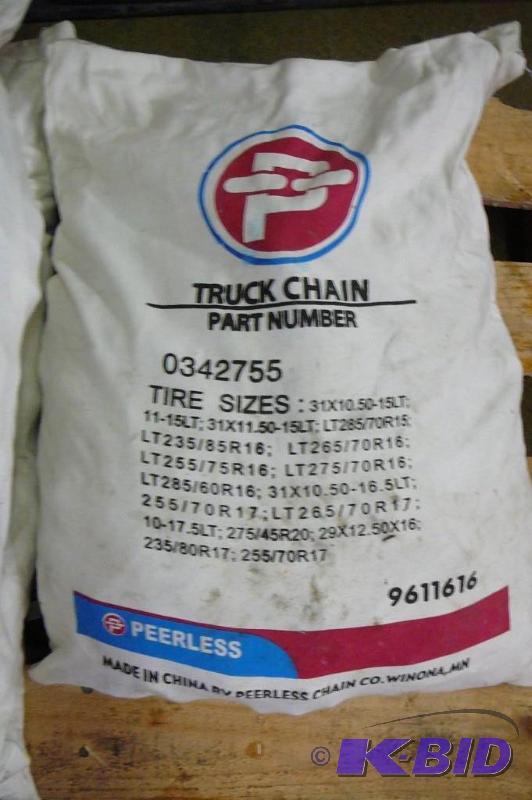 P
TRUCK CHAIN
PART NUMBER
0342755
TIRE SIZES : 31X10.50-15LT;
11-15LT; 31X11.50-15LT; LT285/70R15;
LT235/85R16; LT265/70R16;
LT255/75R16; LT275/70R16;
LT285/60R16; 31X10.50-16.5LT;
255/70R17; LT265/70R17;
10-17.5LT; 275/45R20; 29X12.50X16;
235/80R17; 255/70R17
9611616
P PEERLESS
MADE IN CHINA BY PEERLESS CHAIN CO. WINONA, MN
© K-BID